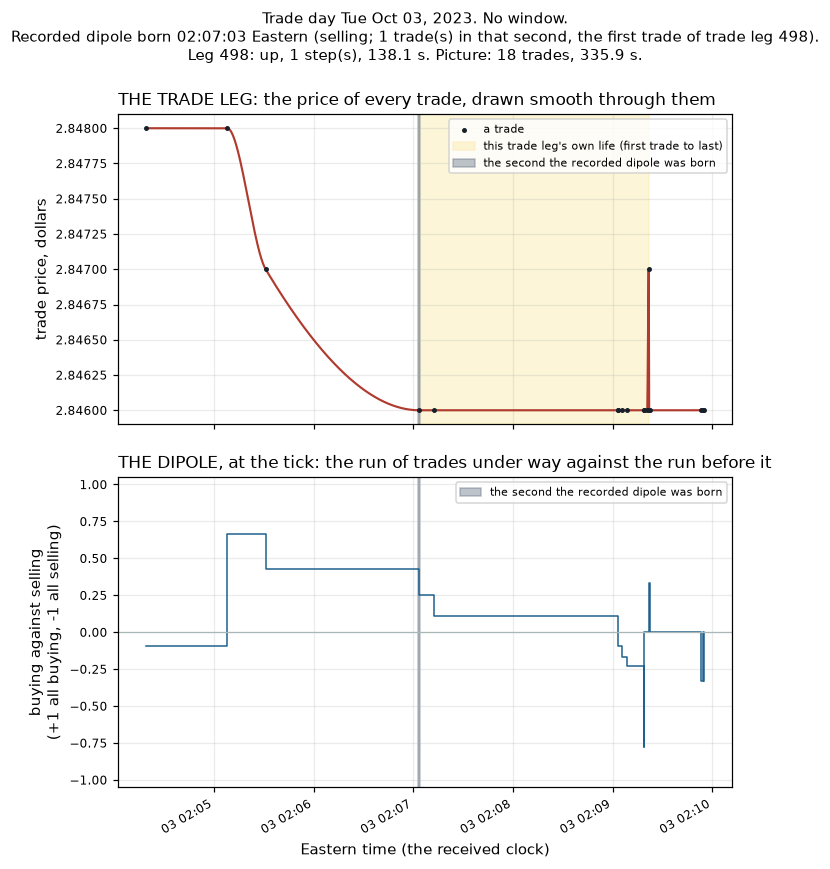 Trade day Tue Oct 03, 2023. No window.
Recorded dipole born 02:07:03 Eastern (selling; 1 trade(s) in that second, the first trade of trade leg 498).
Leg 498: up, 1 step(s), 138.1 s. Picture: 18 trades, 335.9 s.
THE TRADE LEG: the price of every trade, drawn smooth through them
a trade
this trade leg's own life (first trade to last)
the second the recorded dipole was born
trade price, dollars
2.84800
2.84775
2.84750
2.84725
2.84700
2.84675
2.84650
2.84625
2.84600
THE DIPOLE, at the tick: the run of trades under way against the run before it
the second the recorded dipole was born
buying against selling
(+1 all buying, -1 all selling)
1.00
0.75
0.50
0.25
0.00
−0.25
−0.50
−0.75
−1.00
03 02:05
03 02:06
03 02:07
03 02:08
03 02:09
03 02:10
Eastern time (the received clock)